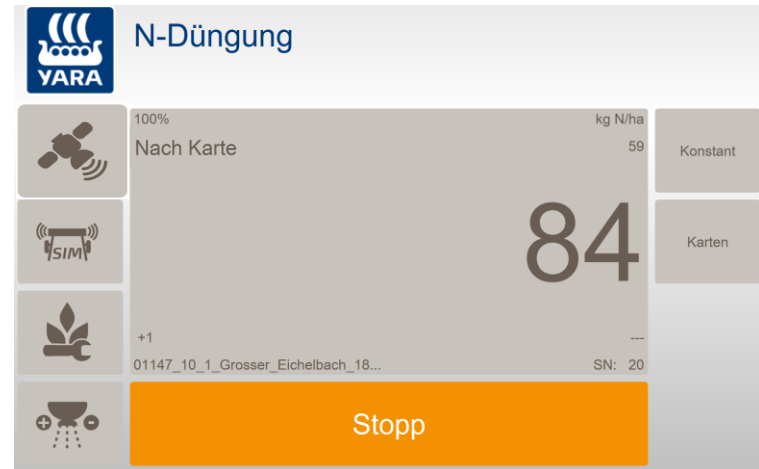 YARA
N-Düngung
100%
kg N/ha
Nach Karte
59
Konstant
84
SIM
Karten
+1
---
01147_10_1_Grosser_Eichelbach_18...
SN: 20
Stopp